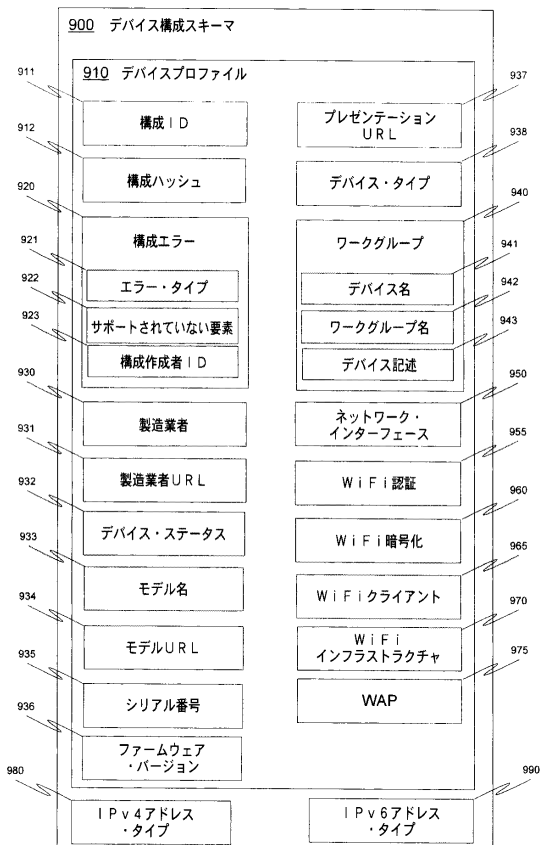 900 デバイス構成スキーマ
910 デバイスプロファイル
911
構成ID
912
構成ハッシュ
920
構成エラー
921
エラー・タイプ
922
サポートされていない要素
923
構成作成者ID
930
製造業者
931
製造業者URL
932
デバイス・ステータス
933
モデル名
934
モデルURL
935
シリアル番号
936
ファームウェア
・バージョン
937
プレゼンテーション
URL
938
デバイス・タイプ
940
ワークグループ
941
デバイス名
942
ワークグループ名
943
デバイス記述
950
ネットワーク・
インターフェース
955
WiFi認証
960
WiFi暗号化
965
WiFiクライアント
970
WiFi
インフラストラクチャ
975
WAP
980
IPv4アドレス
・タイプ
990
IPv6アドレス
・タイプ